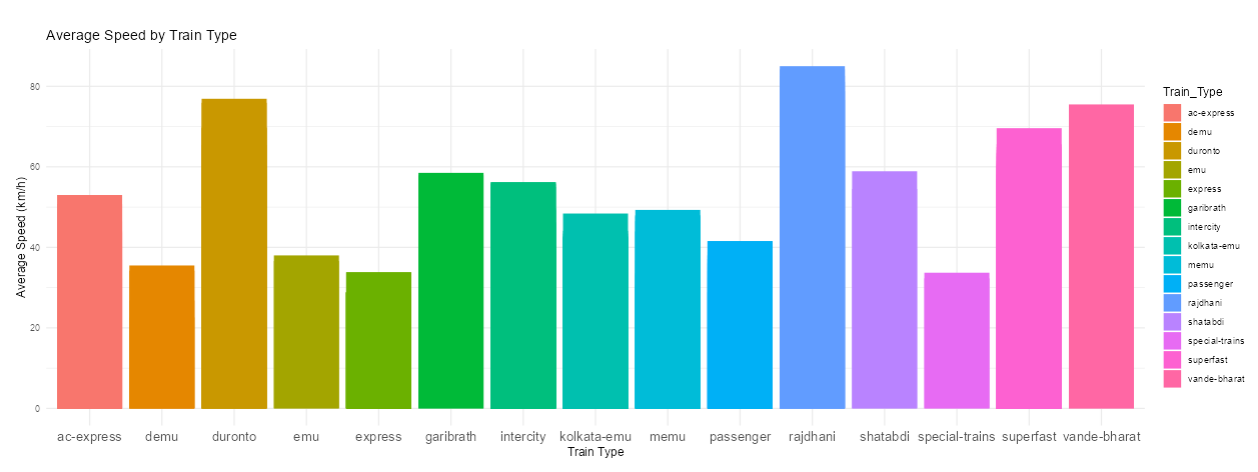 Average Speed by Train Type
Average Speed (km/h)
80
60
40
20
0
ac-express demu duronto emu express garibrath intercity kolkata-emu memu passenger rajdhani shatabdi special-trains superfast vande-bharat
Train Type
Train_Type
ac-express
demu
duronto
emu
express
garibrath
intercity
kolkata-emu
memu
passenger
rajdhani
shatabdi
special-trains
superfast
vande-bharat